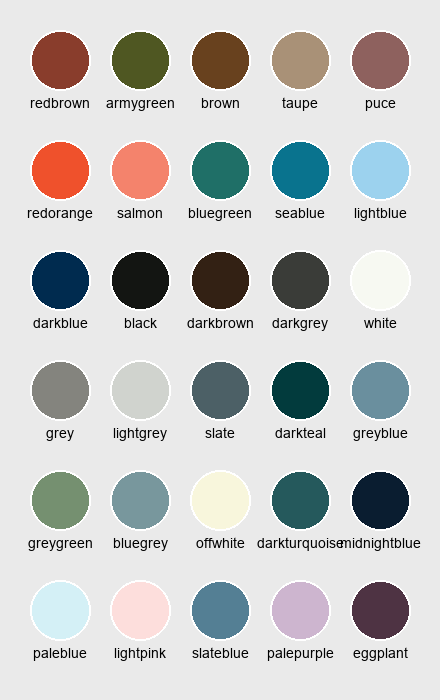 redbrown armygreen brown taupe puce
redorange salmon bluegreen seablue lightblue
darkblue black darkbrown darkgrey white
grey lightgrey slate darkteal greyblue
greygreen bluegrey offwhite darkturquoise midnightblue
paleblue lightpink slateblue palepurple eggplant